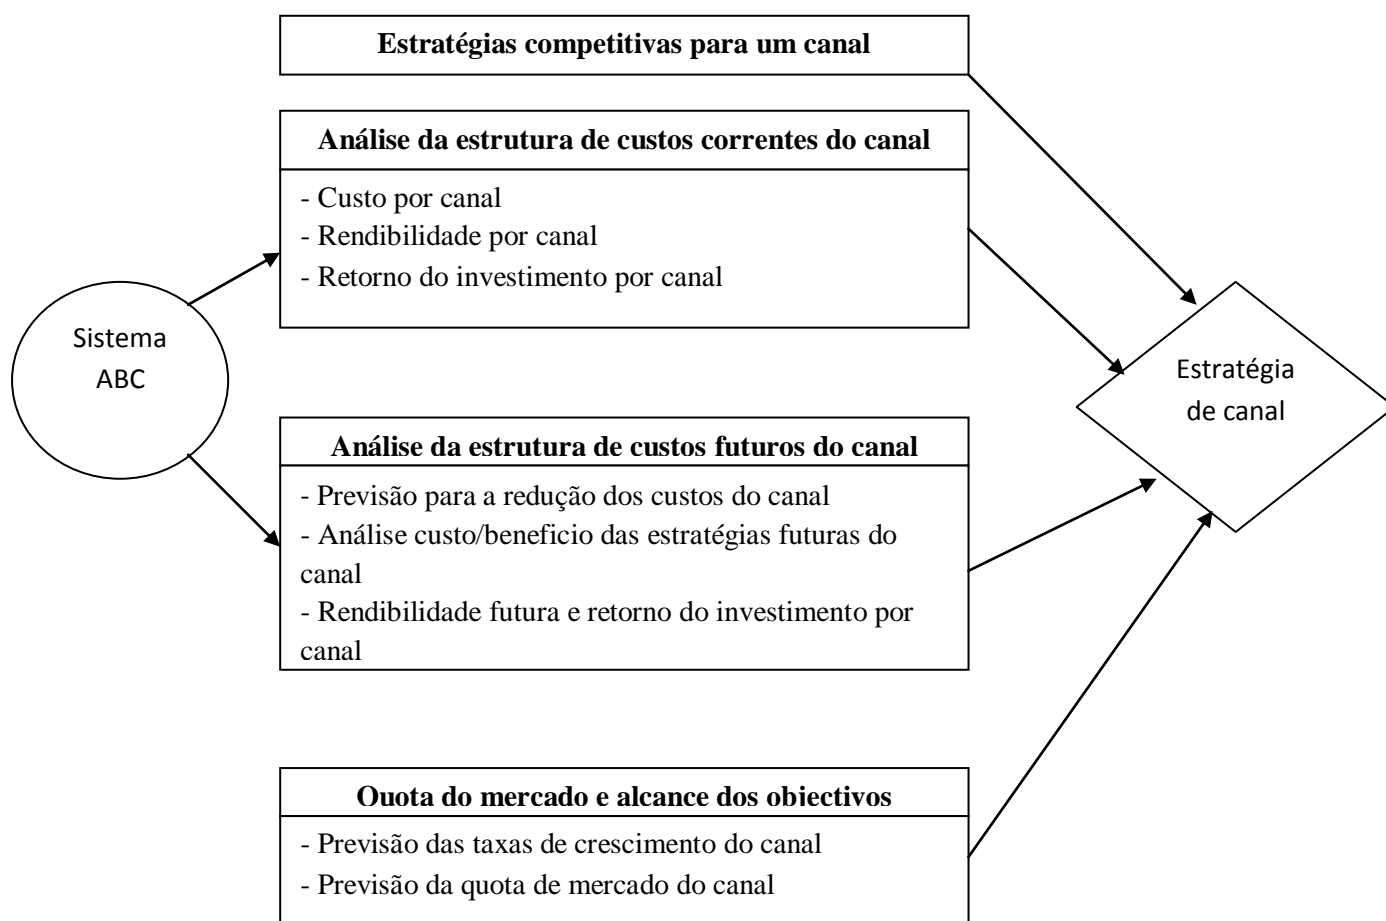 Estratégias competitivas para um canal
Análise da estrutura de custos correntes do canal
- Custo por canal
- Rendibilidade por canal
- Retorno do investimento por canal
Sistema
ABC
Estratégia
de canal
Análise da estrutura de custos futuros do canal
- Previsão para a redução dos custos do canal
- Análise custo/beneficio das estratégias futuras do
canal
- Rendibilidade futura e retorno do investimento por
canal
Quota do mercado e alcance dos objectivos
- Previsão das taxas de crescimento do canal
- Previsão da quota de mercado do canal